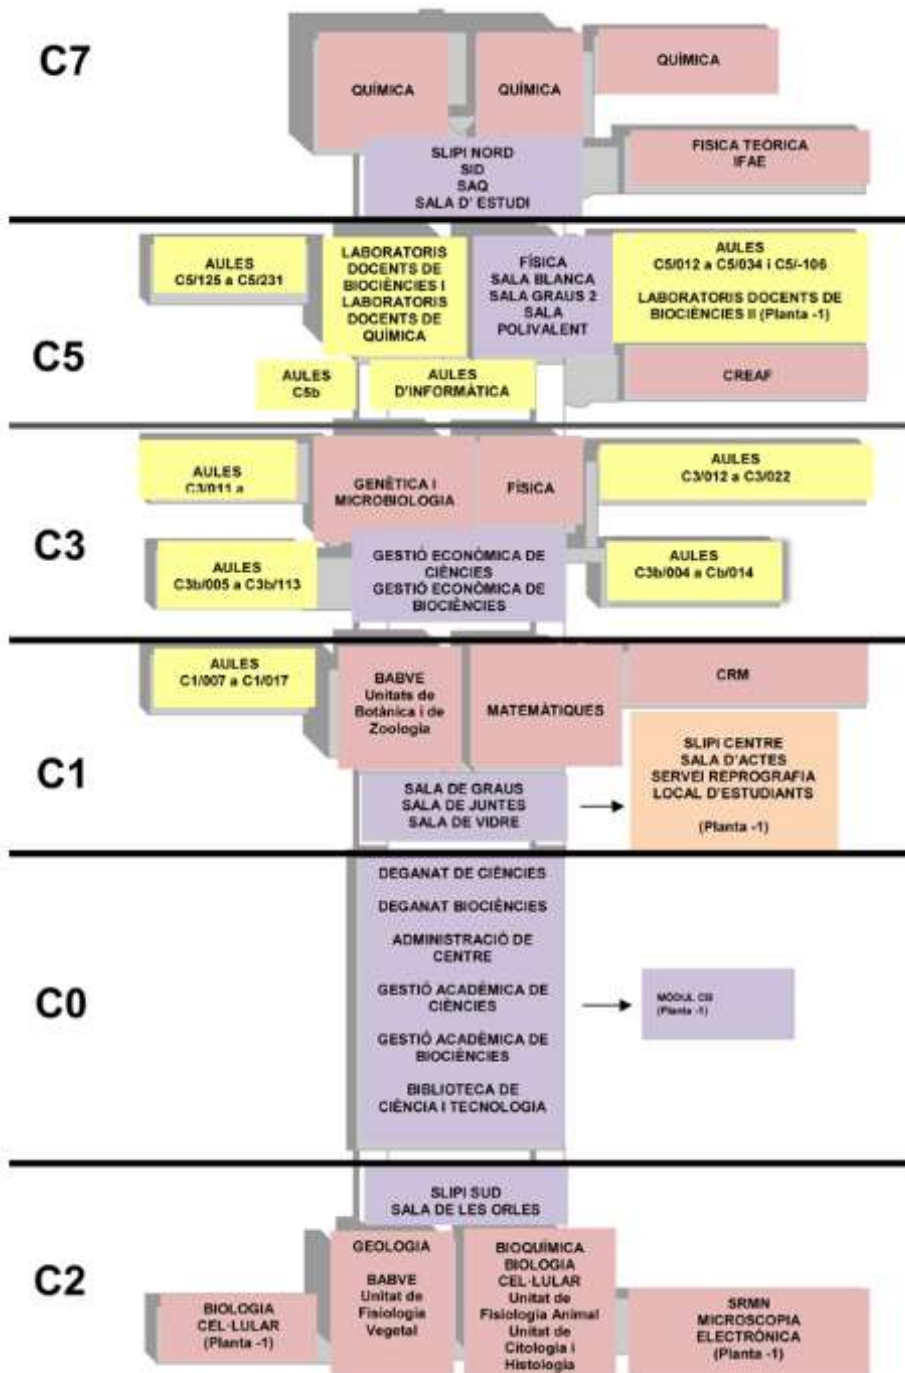 C7
QUÍMICA
QUÍMICA
QUÍMICA
SLIPI NORD
SID
SAQ
SALA D' ESTUDI
FISICA TEÒRICA
IFAE
C5
AULES
C5/125 a C5/231
LABORATORIS
DOCENTS DE
BIOCIÈNCIES I
LABORATORIS
DOCENTS DE
QUÍMICA
FÍSICA
SALA BLANCA
SALA GRAUS 2
SALA
POLIVALENT
AULES
C5/012 a C5/034 i C5/-106
LABORATORIS DOCENTS DE
BIOCIÈNCIES II (Planta -1)
AULES
C5b
AULES
D'INFORMÀTICA
CREAF
C3
AULES
C3/011 a
GENÈTICA I
MICROBIOLOGIA
FÍSICA
AULES
C3/012 a C3/022
AULES
C3b/005 a C3b/113
GESTIÓ ECONÒMICA DE
CIÈNCIES
GESTIÓ ECONÒMICA DE
BIOCIÈNCIES
AULES
C3b/004 a Cb/014
C1
AULES
C1/007 a C1/017
BABVE
Unitats de
Botànica i de
Zoologia
MATEMÀTIQUES
CRM
SALA DE GRAUS
SALA DE JUNTES
SALA DE VIDRE
SLIPI CENTRE
SALA D'ACTES
SERVEI REPROGRAFIA
LOCAL D'ESTUDIANTS
(Planta -1)
C0
DEGANAT DE CIÈNCIES
DEGANAT BIOCIÈNCIES
ADMINISTRACIÓ DE
CENTRE
GESTIÓ ACADÈMICA DE
CIÈNCIES
GESTIÓ ACADÈMICA DE
BIOCIÈNCIES
BIBLIOTECA DE
CIÈNCIA I TECNOLOGIA
MÒDUL
(Planta -1)
C2
SLIPI SUD
SALA DE LES ORLES
BIOLOGIA
CEL·LULAR
(Planta -1)
GEOLOGIA
BABVE
Unitat de
Fisiologia
Vegetal
BIOQUÍMICA
BIOLOGIA
CEL·LULAR
Unitat de
Fisiologia Animal
Unitat de
Citologia i
Histologia
SRMN
MICROSCOPIA
ELECTRÒNICA
(Planta -1)